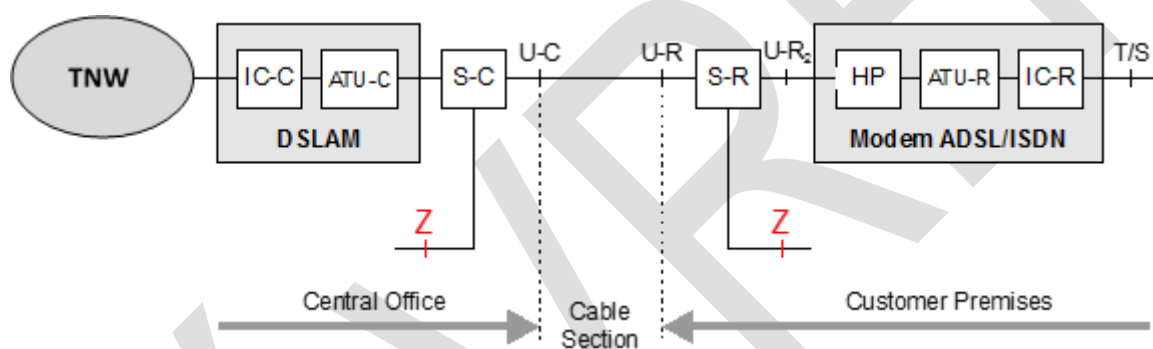 U-C
U-R
U-R₂
T/S
TNW
IC-C
ATU-C
S-C
S-R
HP
ATU-R
IC-R
DSLAM
Modem ADSL/ISDN
Z
Z
Central Office
Cable
Section
Customer Premises